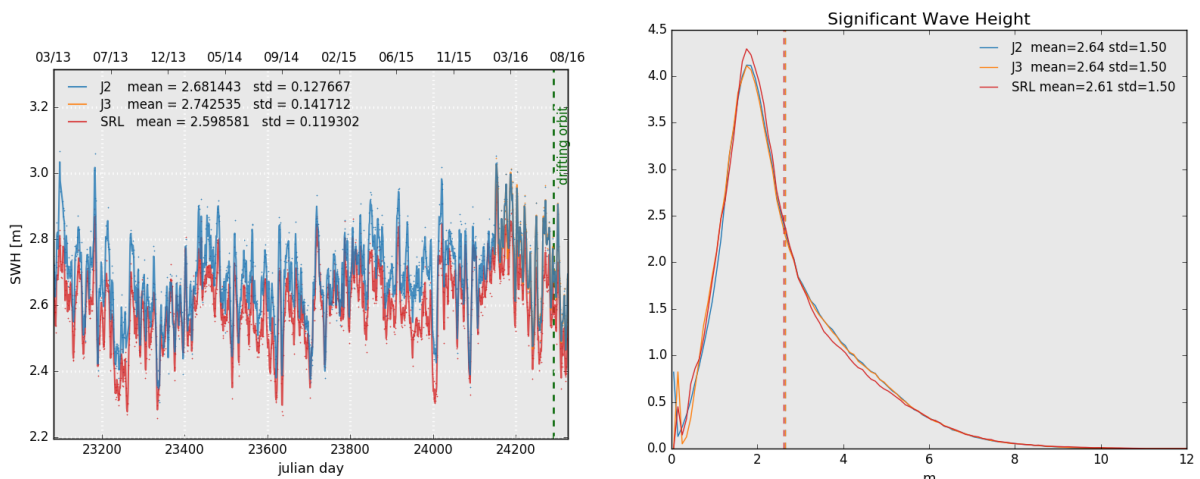 03/13 07/13 12/13 05/14 09/14 02/15 06/15 11/15 03/16 08/16
J2 mean = 2.681443 std = 0.127667
J3 mean = 2.742535 std = 0.141712
SRL mean = 2.598581 std = 0.119302
drifting orbit
SWH [m]
3.2
3.0
2.8
2.6
2.4
2.2
23200 23400 23600 23800 24000 24200
julian day
Significant Wave Height
J2 mean=2.64 std=1.50
J3 mean=2.64 std=1.50
SRL mean=2.61 std=1.50
4.5
4.0
3.5
3.0
2.5
2.0
1.5
1.0
0.5
0.0
0 2 4 6 8 10 12